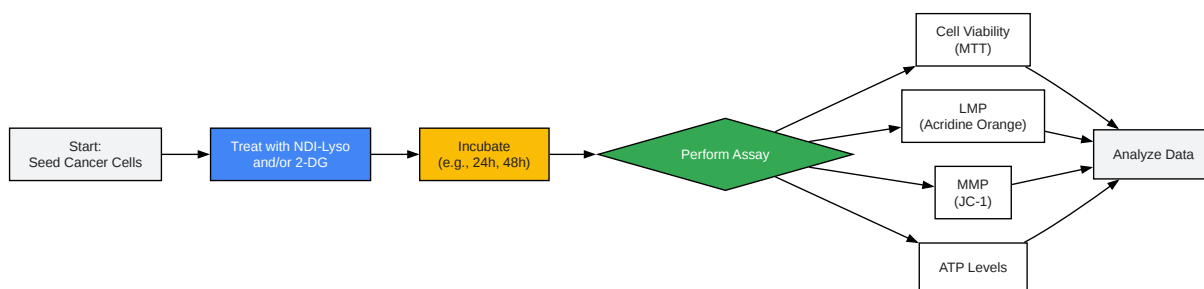 Start:
Seed Cancer Cells
Treat with NDI-Lyso
and/or 2-DG
Incubate
(e.g., 24h, 48h)
Perform Assay
Cell Viability
(MTT)
LMP
(Acridine Orange)
MMP
(JC-1)
ATP Levels
Analyze Data